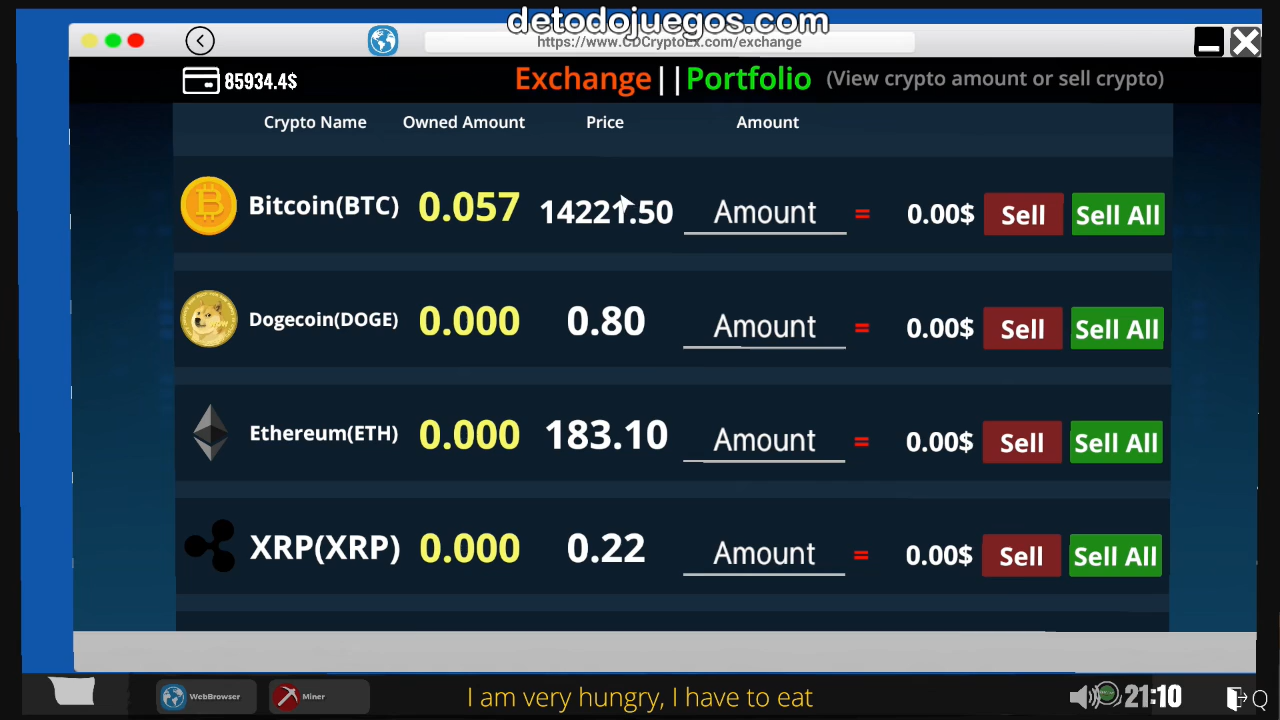 detodojuegos.com
https://www.CDCryptoEx.com/exchange
85934.4$ Exchange||Portfolio (View crypto amount or sell crypto)
Crypto Name Owned Amount Price Amount
Bitcoin(BTC) 0.057 14221.50 Amount = 0.00$ Sell Sell All
Dogecoin(DOGE) 0.000 0.80 Amount = 0.00$ Sell Sell All
Ethereum(ETH) 0.000 183.10 Amount = 0.00$ Sell Sell All
XRP(XRP) 0.000 0.22 Amount = 0.00$ Sell Sell All
WebBrowser Miner I am very hungry, I have to eat 21:10 Q